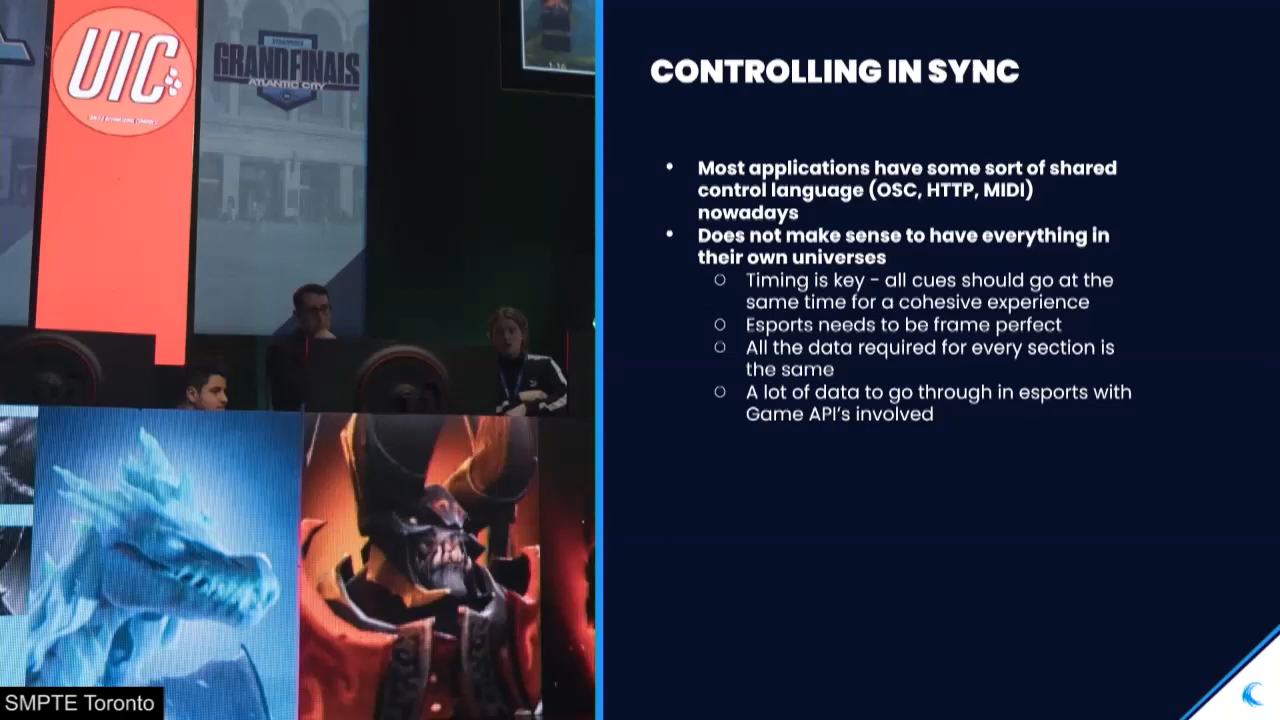 UIC
GRANDFINALS
ATLANTIC CITY
1:16
CONTROLLING IN SYNC
• Most applications have some sort of shared
control language (OSC, HTTP, MIDI)
nowadays
• Does not make sense to have everything in
their own universes
○ Timing is key - all cues should go at the
same time for a cohesive experience
○ Esports needs to be frame perfect
○ All the data required for every section is
the same
○ A lot of data to go through in esports with
Game API's involved
SMPTE Toronto